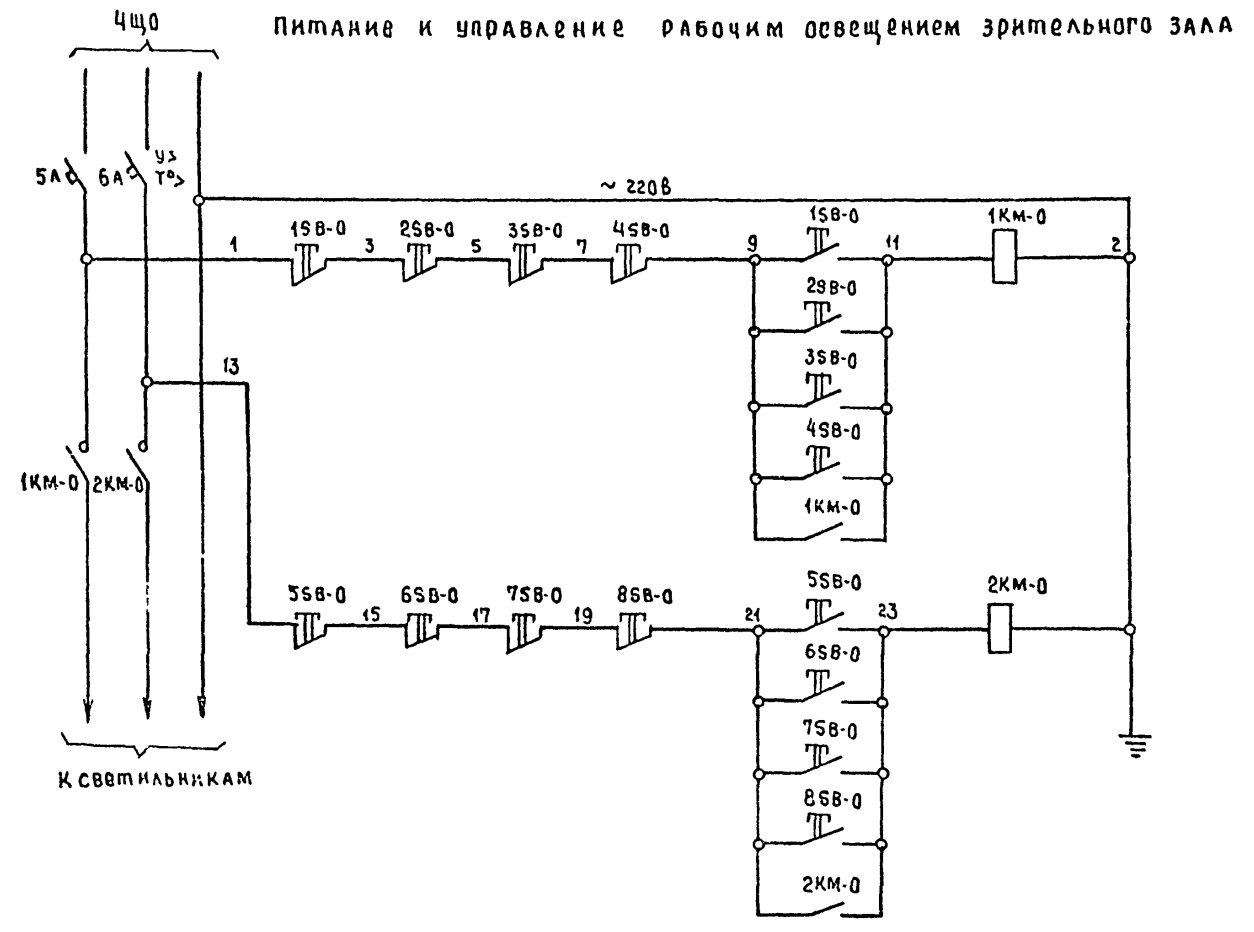 4ЩО
Питание и управление рабочим освещением зрительного зала
5А
6А
У3
Т°>
~ 220В
1SB-0
1КМ-0
1
1SB-0
3
2SB-0
5
3SB-0
7
4SB-0
9
11
2
2SB-0
3SB-0
13
4SB-0
1КМ-0
2КМ-0
1КМ-0
5SB-0
15
6SB-0
17
7SB-0
19
8SB-0
21
5SB-0
23
2КМ-0
6SB-0
7SB-0
К светильникам
8SB-0
2КМ-0